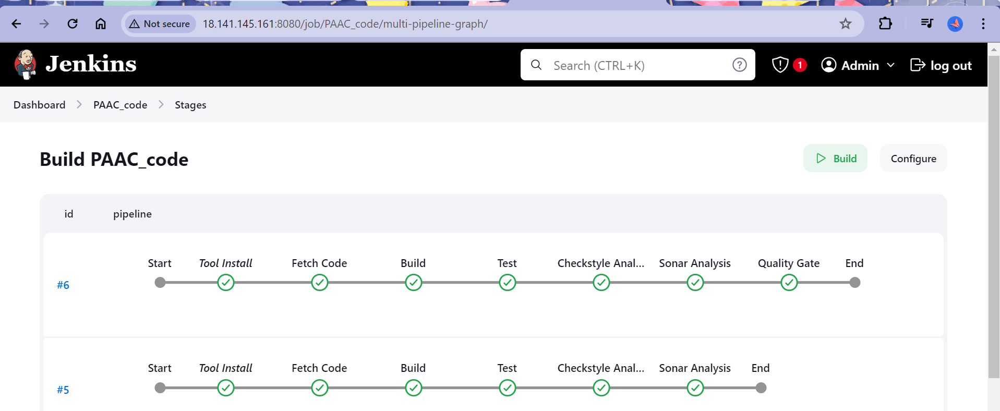 Not secure 18.141.145.161:8080/job/PAAC_code/multi-pipeline-graph/
Jenkins Search (CTRL+K) ? 1 Admin log out
Dashboard PAAC_code Stages
Build PAAC_code Build Configure
id pipeline
Start Tool Install Fetch Code Build Test Checkstyle Anal... Sonar Analysis Quality Gate End
#6
Start Tool Install Fetch Code Build Test Checkstyle Anal... Sonar Analysis End
#5